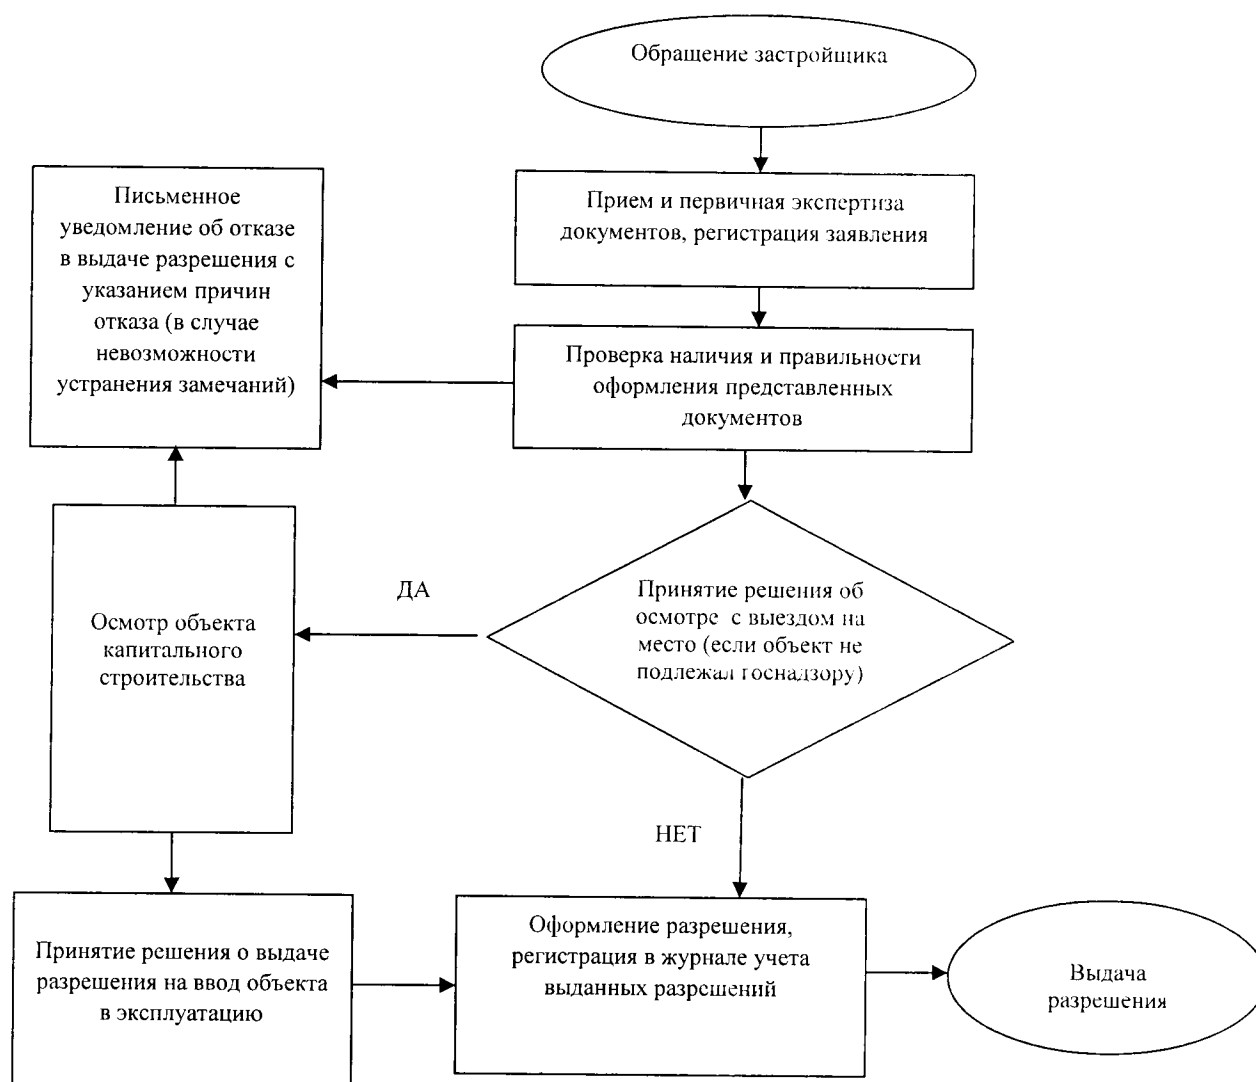 Обращение застройщика
Прием и первичная экспертиза
документов, регистрация заявления
Письменное
уведомление об отказе
в выдаче разрешения с
указанием причин
отказа (в случае
невозможности
устранения замечаний)
Проверка наличия и правильности
оформления представленных
документов
Принятие решения об
осмотре с выездом на
место (если объект не
подлежал госнадзору)
ДА
Осмотр объекта
капитального
строительства
НЕТ
Принятие решения о выдаче
разрешения на ввод объекта
в эксплуатацию
Оформление разрешения,
регистрация в журнале учета
выданных разрешений
Выдача
разрешения